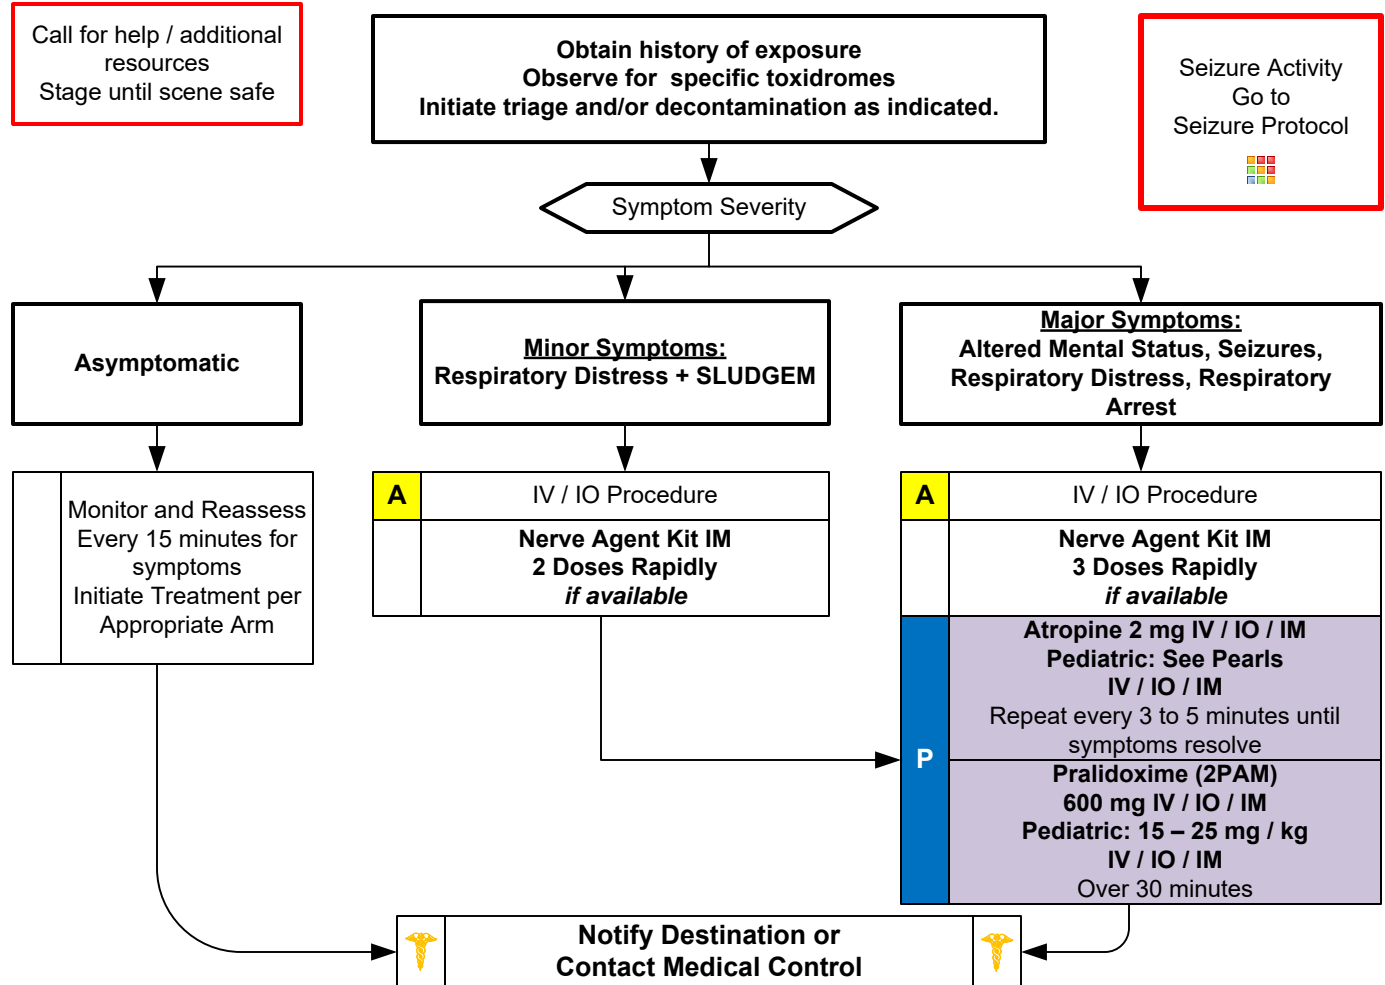 Call for help / additional
resources
Stage until scene safe
Obtain history of exposure
Observe for specific toxidromes
Initiate triage and/or decontamination as indicated.
Seizure Activity
Go to
Seizure Protocol
Symptom Severity
Asymptomatic
Minor Symptoms:
Respiratory Distress + SLUDGEM
Major Symptoms:
Altered Mental Status, Seizures,
Respiratory Distress, Respiratory
Arrest
Monitor and Reassess
Every 15 minutes for
symptoms
Initiate Treatment per
Appropriate Arm
A
IV / IO Procedure
Nerve Agent Kit IM
2 Doses Rapidly
if available
A
IV / IO Procedure
Nerve Agent Kit IM
3 Doses Rapidly
if available
P
Atropine 2 mg IV / IO / IM
Pediatric: See Pearls
IV / IO / IM
Repeat every 3 to 5 minutes until
symptoms resolve
Pralidoxime (2PAM)
600 mg IV / IO / IM
Pediatric: 15 – 25 mg / kg
IV / IO / IM
Over 30 minutes
Notify Destination or
Contact Medical Control